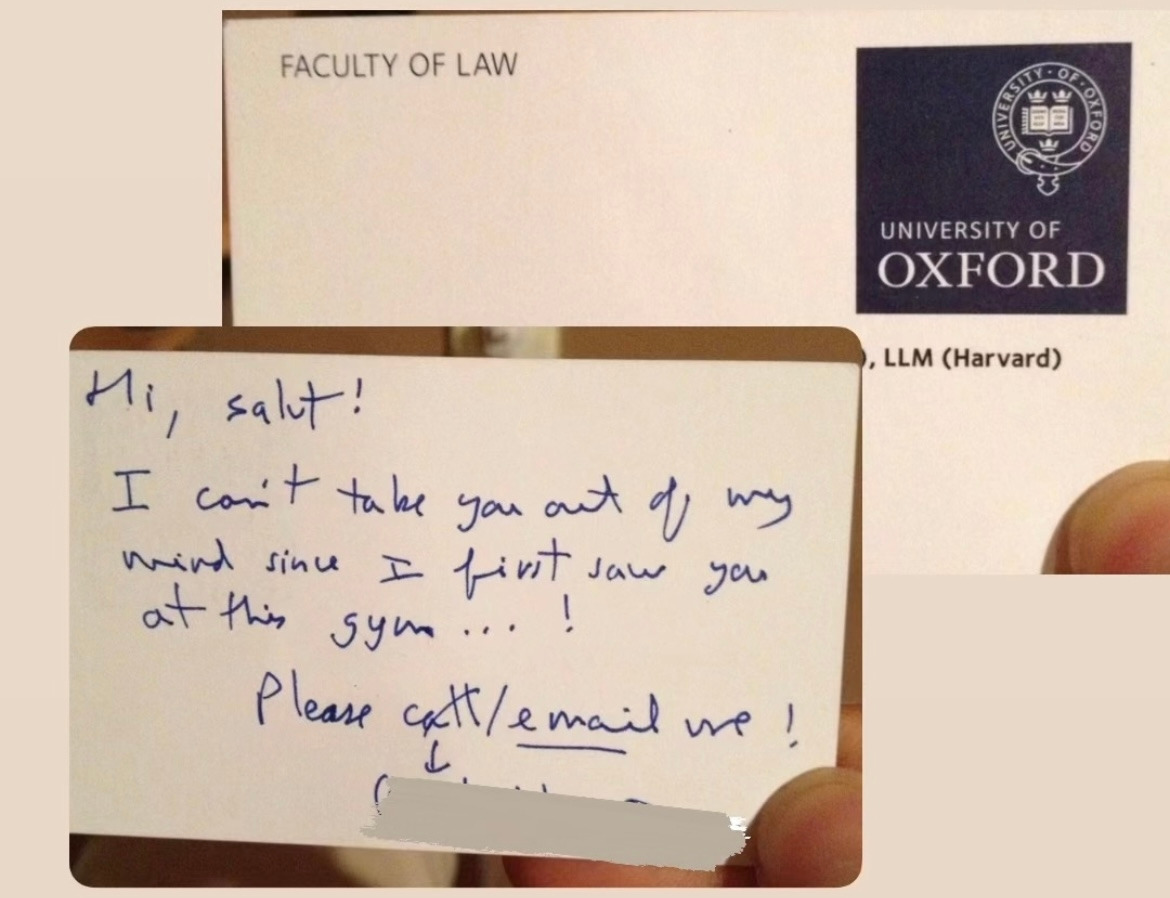 FACULTY OF LAW
UNIVERSITY · OF · OXFORD
UNIVERSITY OF
OXFORD
), LLM (Harvard)
Hi, salut!
I can't take you out of my
mind since I first saw you
at this gym ... !
Please call/email me !